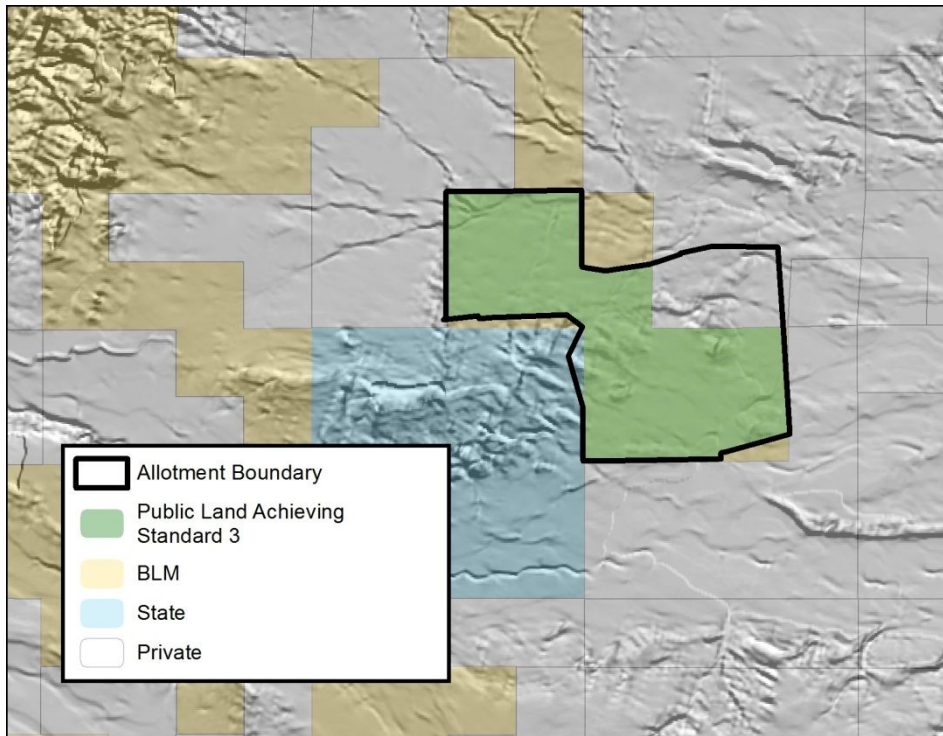 Allotment Boundary
Public Land Achieving
Standard 3
BLM
State
Private